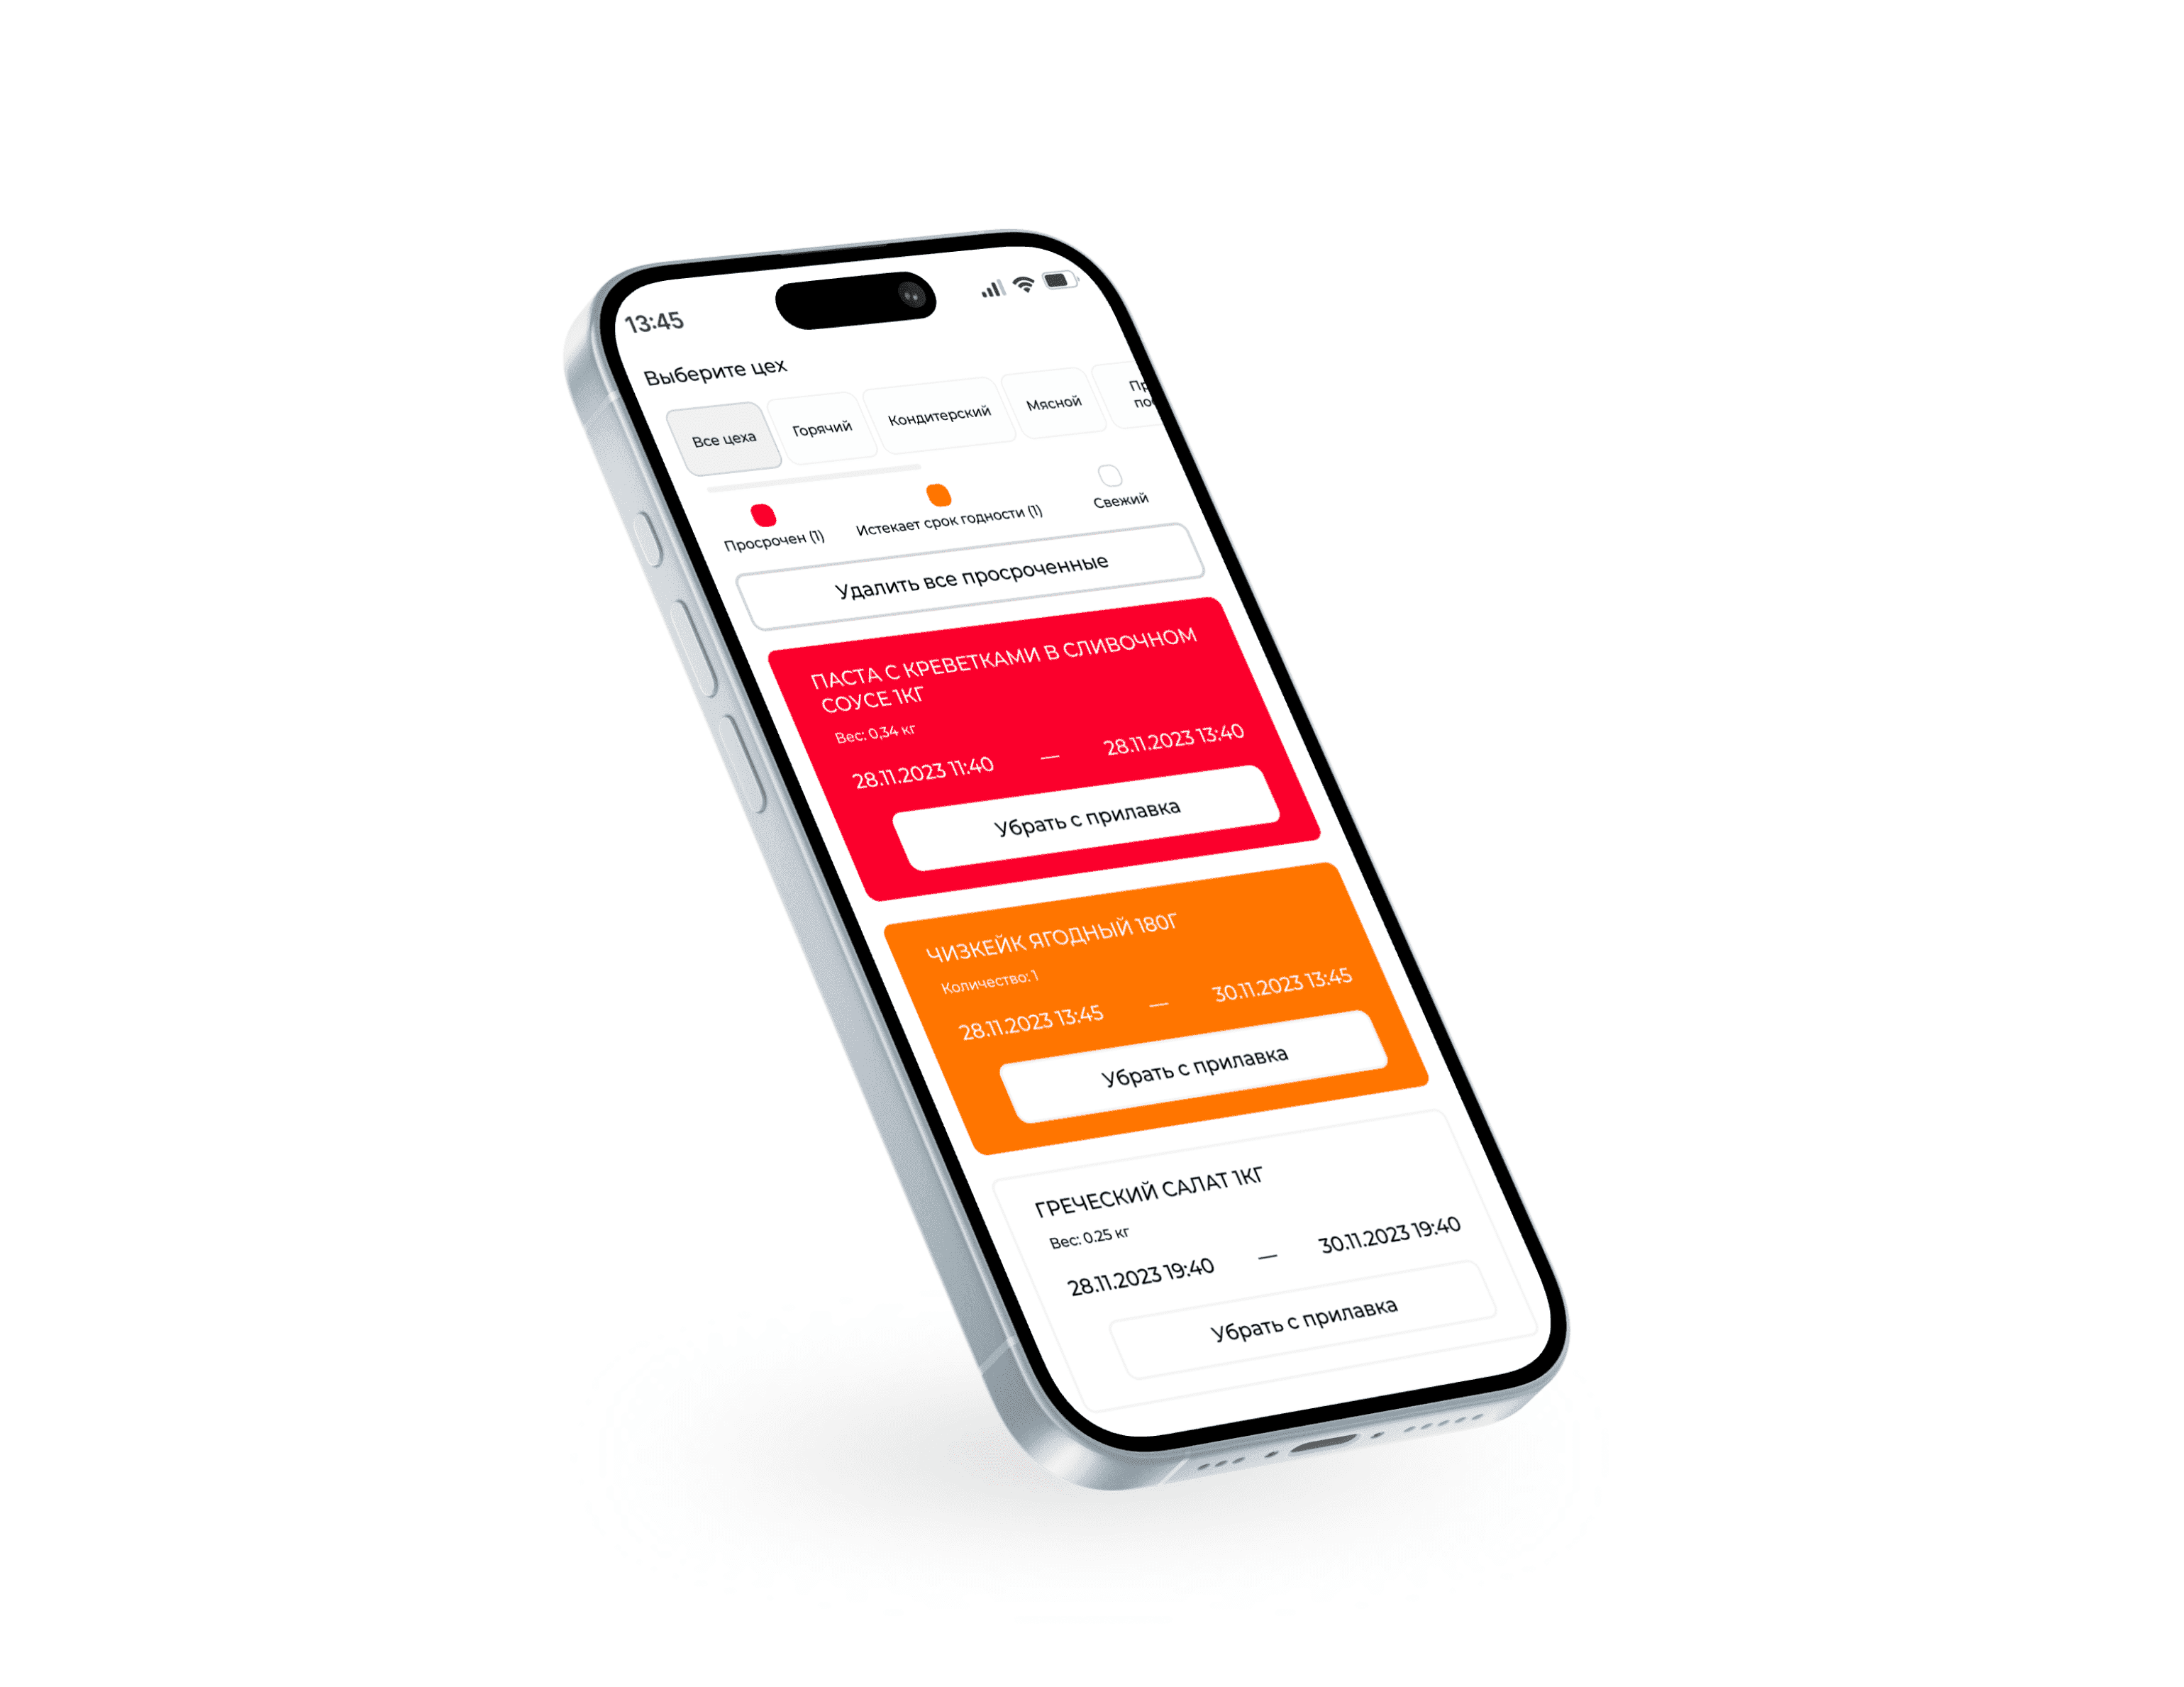 13:45
Выберите цех
Все цеха
Горячий
Кондитерский
Мясной
Просрочен (1)
Истекает срок годности (1)
Свежий
Удалить все просроченные
ПАСТА С КРЕВЕТКАМИ В СЛИВОЧНОМ
СОУСЕ 1КГ
Вес: 0,34 кг
28.11.2023 11:40 — 28.11.2023 13:40
Убрать с прилавка
ЧИЗКЕЙК ЯГОДНЫЙ 180Г
Количество: 1
28.11.2023 13:45 — 30.11.2023 13:45
Убрать с прилавка
ГРЕЧЕСКИЙ САЛАТ 1КГ
Вес: 0.25 кг
28.11.2023 19:40 — 30.11.2023 19:40
Убрать с прилавка